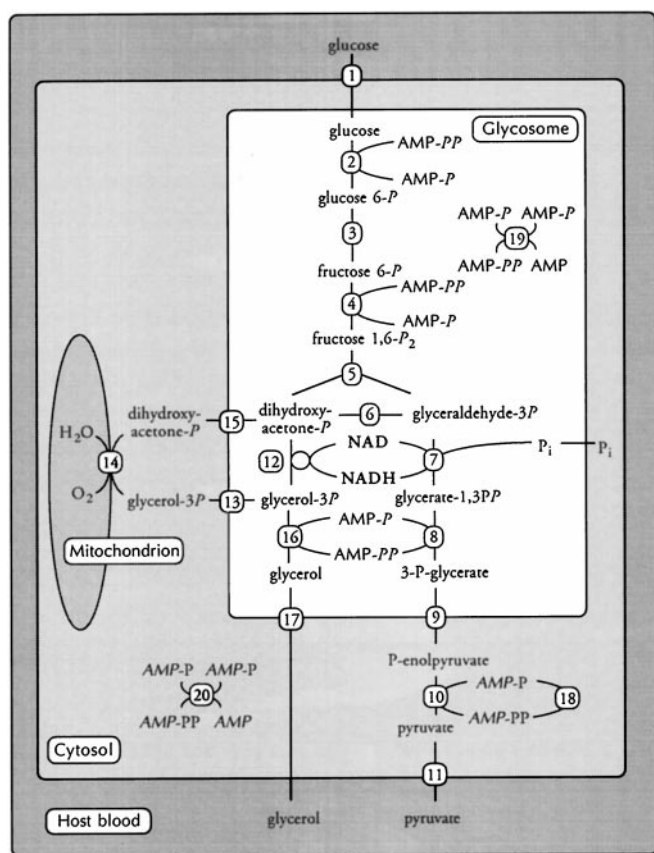 glucose
1
glucose
Glycosome
AMP-PP
2
AMP-P
glucose 6-P
3
AMP-P AMP-P
19
AMP-PP AMP
fructose 6-P
AMP-PP
4
AMP-P
fructose 1,6-P₂
5
dihydroxy-
acetone-P
15
dihydroxy-
acetone-P
6
glyceraldehyde-3P
H₂O
14
O₂
12
NAD
NADH
7
Pᵢ
Pᵢ
glycerol-3P
13
glycerol-3P
glycerate-1,3PP
Mitochondrion
16
AMP-P
AMP-PP
8
glycerol
3-P-glycerate
17
9
P-enolpyruvate
AMP-P AMP-P
20
AMP-PP AMP
10
AMP-P
AMP-PP
18
pyruvate
Cytosol
11
Host blood
glycerol
pyruvate